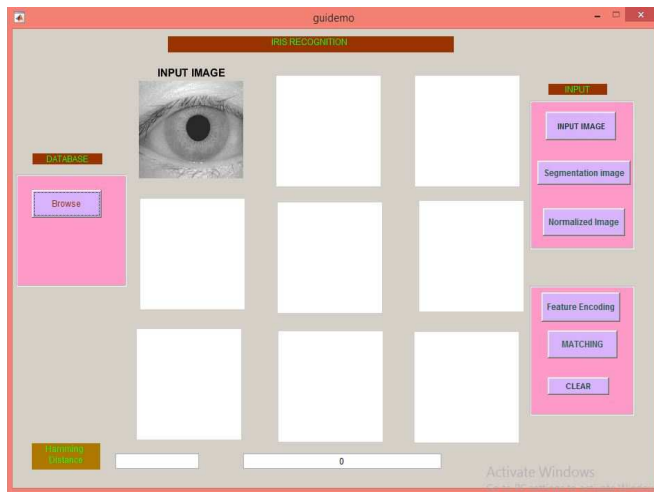 guidemo
IRIS RECOGNITION
INPUT IMAGE
INPUT
INPUT IMAGE
DATABASE
Segmentation image
Browse
Normalized Image
Feature Encoding
MATCHING
CLEAR
Hamming
Distance
0
Activate Windows